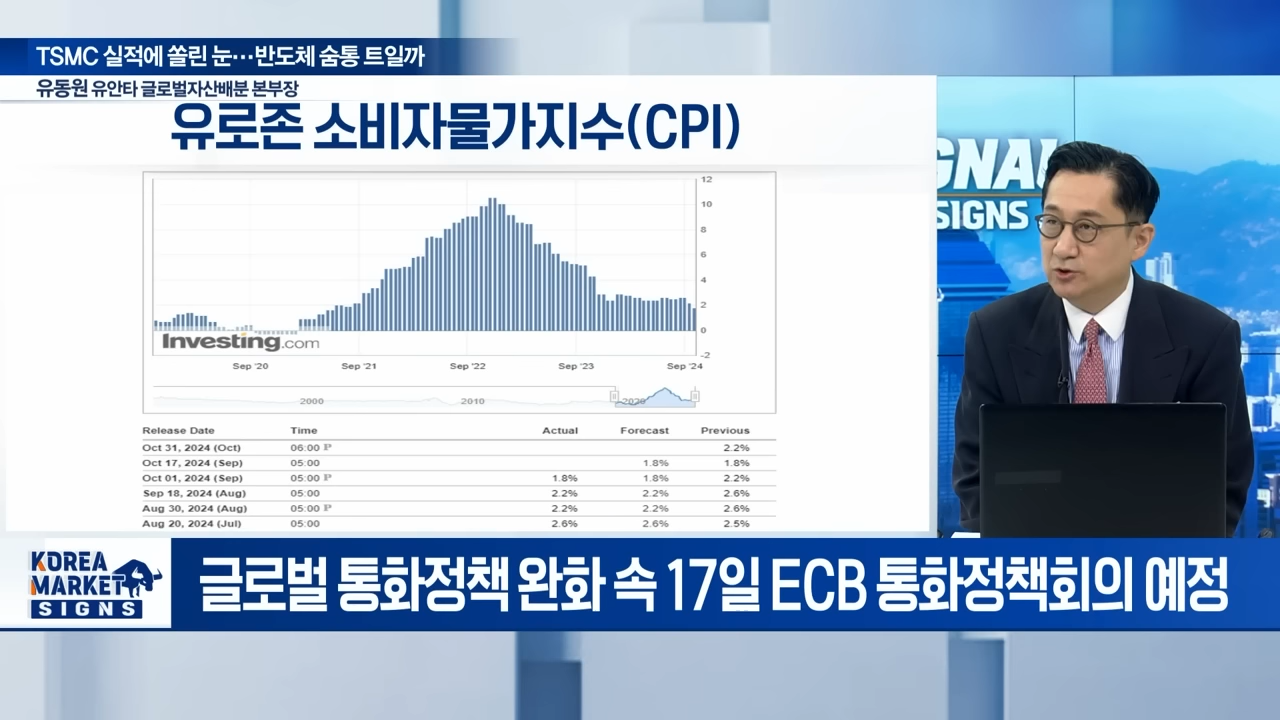 TSMC 실적에 쏠린 눈…반도체 숨통 트일까
유동원 유안타 글로벌자산배분 본부장
유로존 소비자물가지수(CPI)
12
10
8
6
4
2
0
-2
Investing.com
Sep '20 Sep '21 Sep '22 Sep '23 Sep '24
2000 2010 2020
Release Date Time Actual Forecast Previous
Oct 31, 2024 (Oct) 06:00 P 2.2%
Oct 17, 2024 (Sep) 05:00 1.8% 1.8%
Oct 01, 2024 (Sep) 05:00 P 1.8% 1.8% 2.2%
Sep 18, 2024 (Aug) 05:00 2.2% 2.2% 2.6%
Aug 30, 2024 (Aug) 05:00 P 2.2% 2.2% 2.6%
Aug 20, 2024 (Jul) 05:00 2.6% 2.6% 2.5%
SIGNS
KOREA
MARKET
SIGNS
글로벌 통화정책 완화 속 17일 ECB 통화정책회의 예정